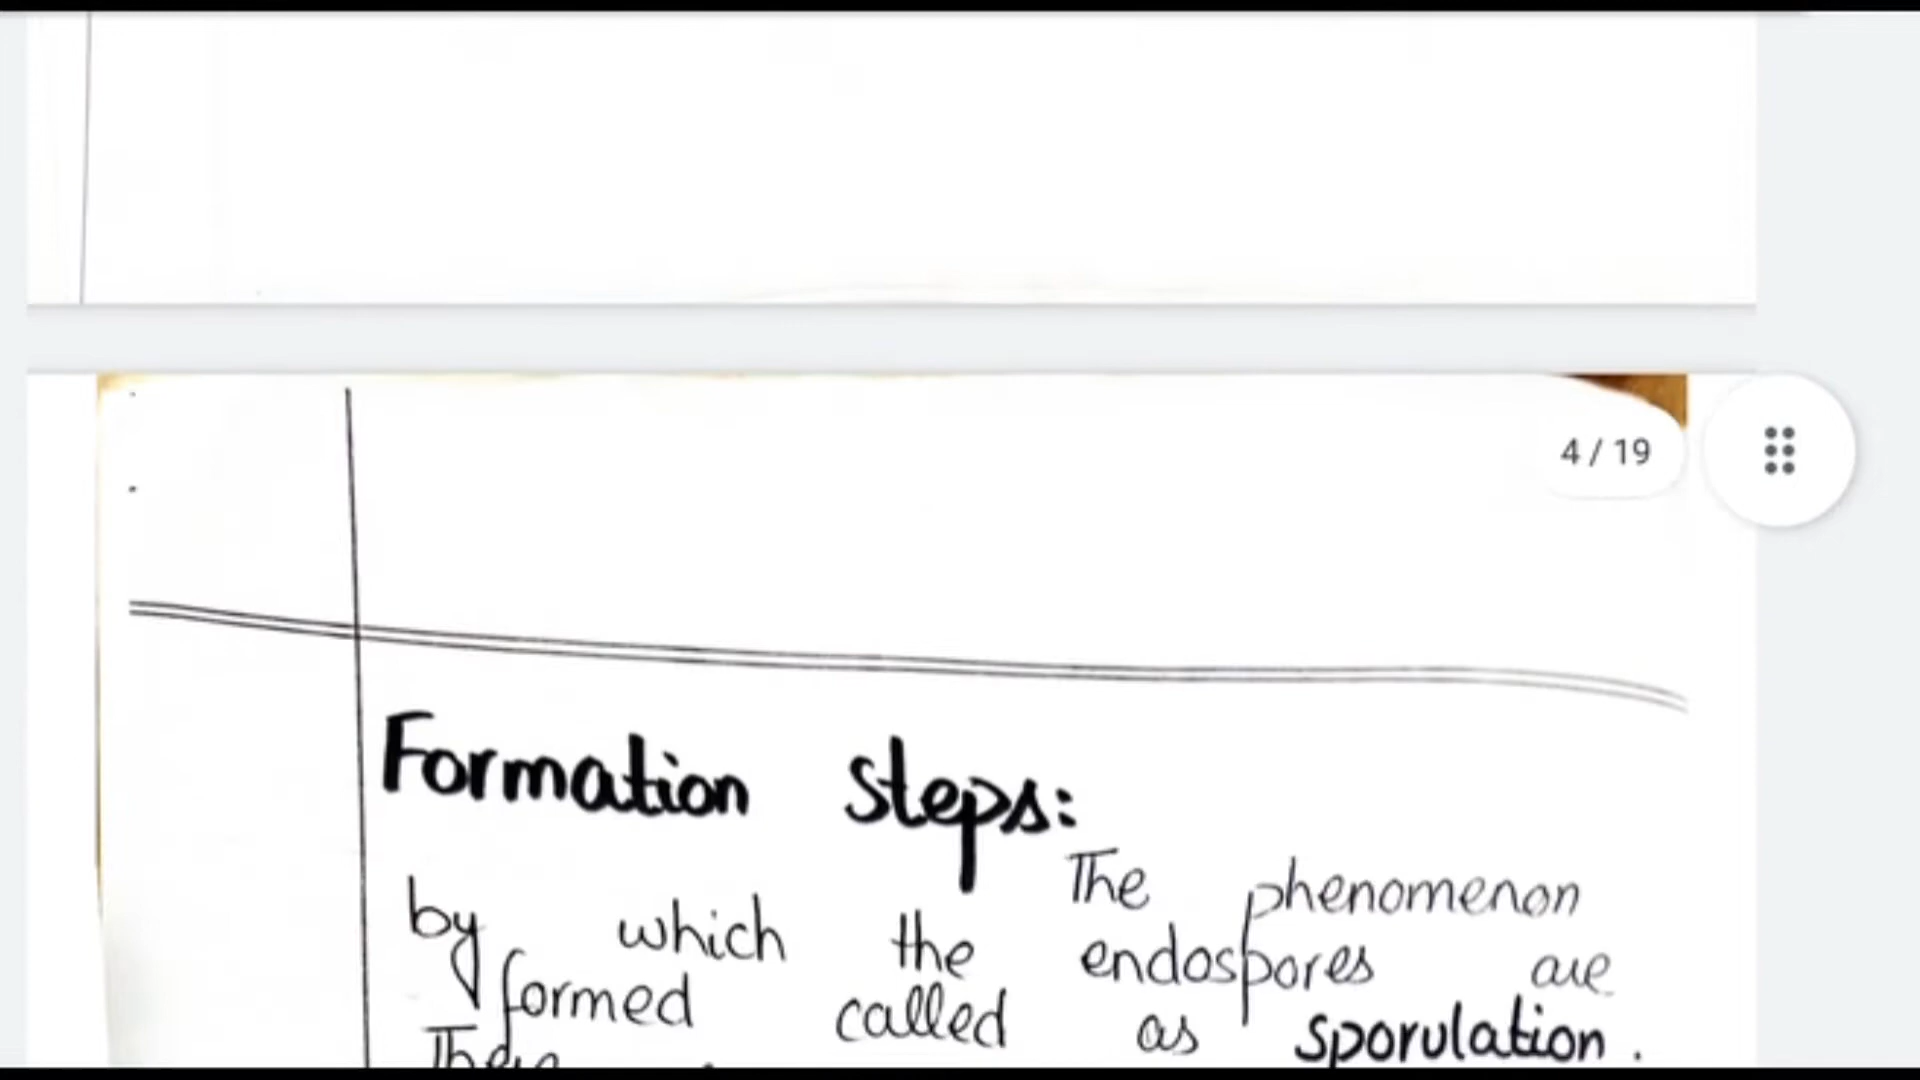 4 / 19
Formation Steps:
The phenomenon
by which the endospores are
formed called as sporulation.